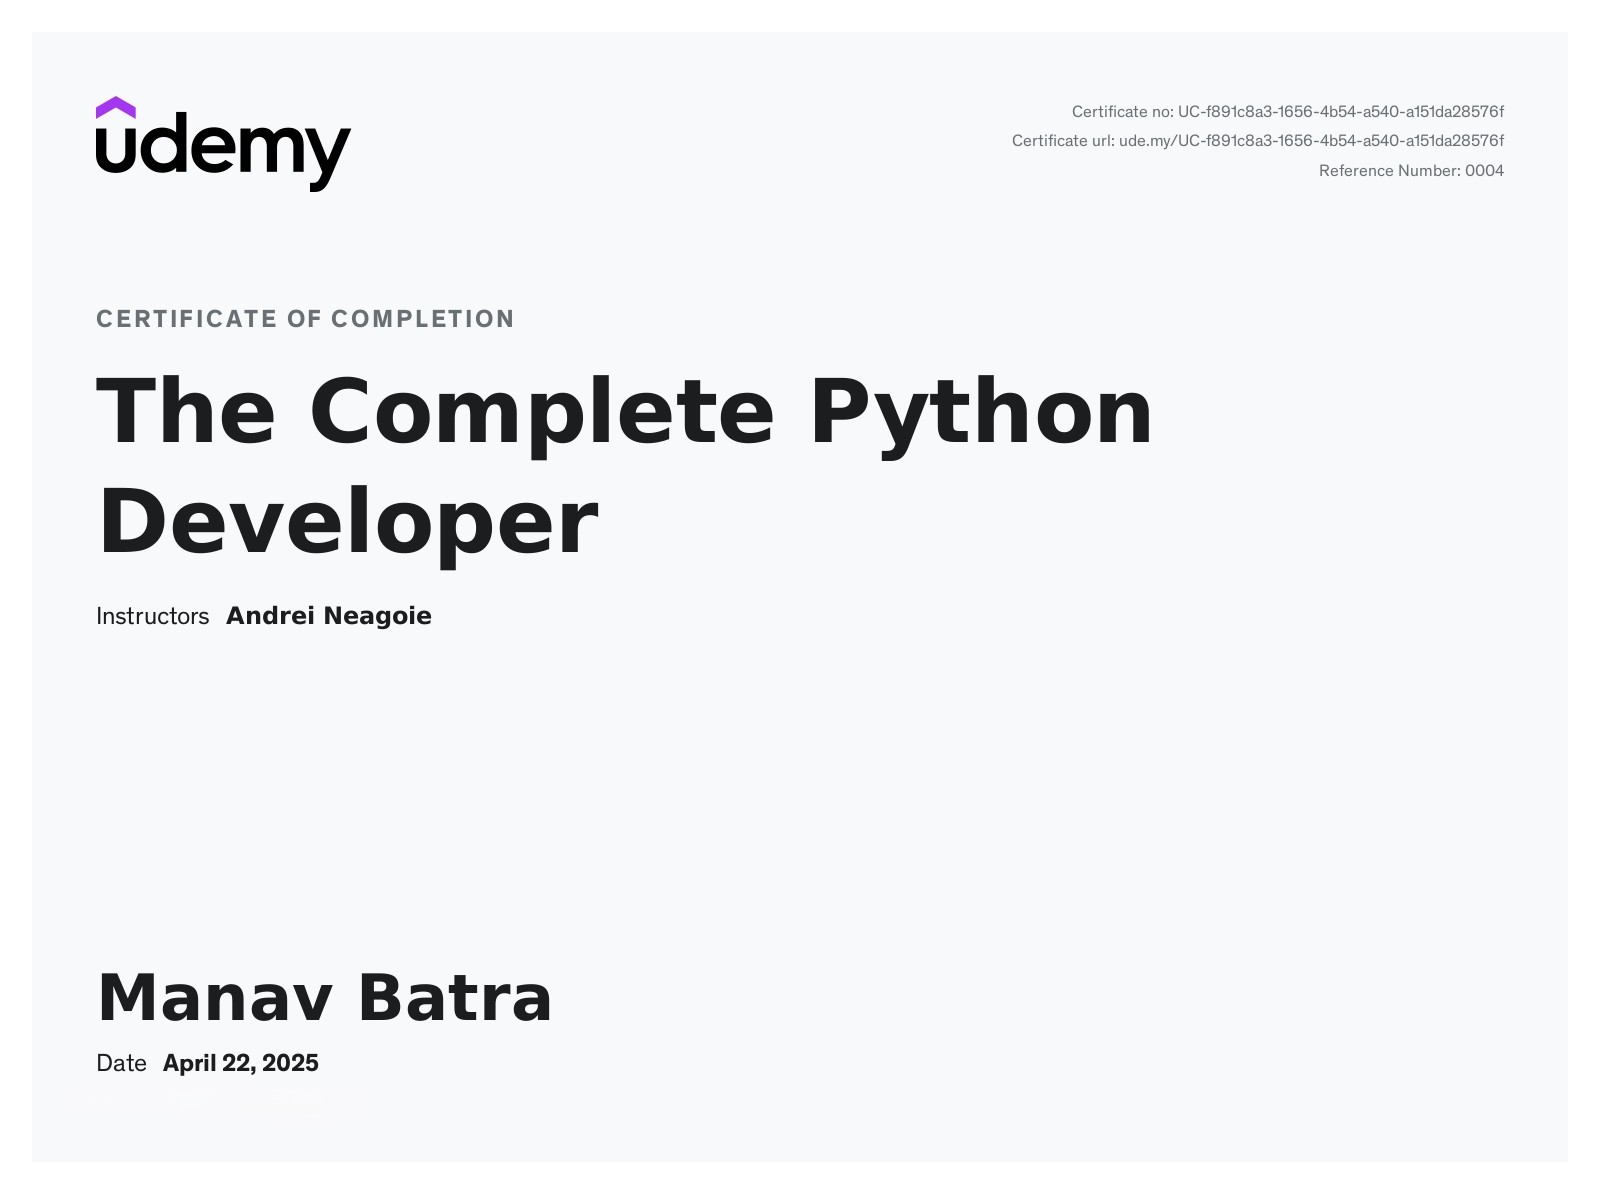 udemy
Certificate no: UC-f891c8a3-1656-4b54-a540-a151da28576f
Certificate url: ude.my/UC-f891c8a3-1656-4b54-a540-a151da28576f
Reference Number: 0004
CERTIFICATE OF COMPLETION
The Complete Python
Developer
Instructors Andrei Neagoie
Manav Batra
Date April 22, 2025